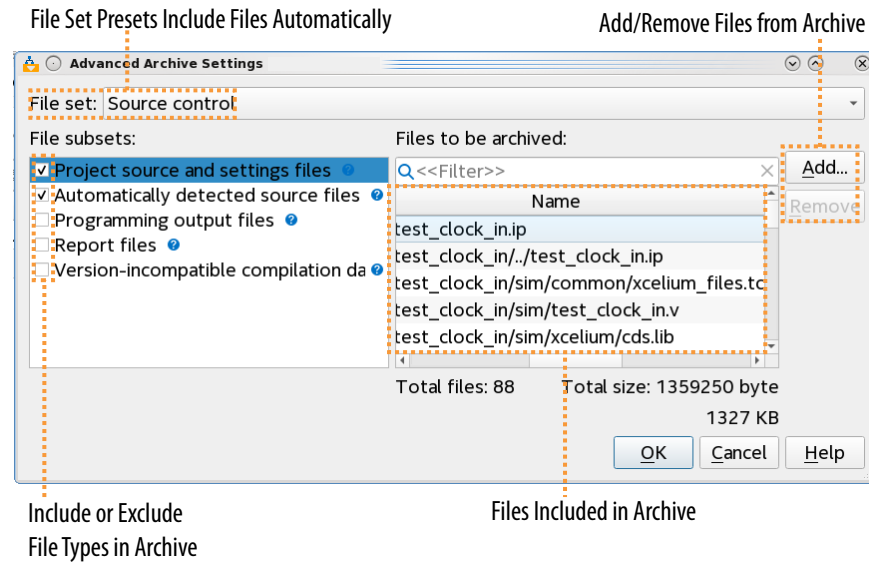 File Set Presets Include Files Automatically
Add/Remove Files from Archive
Advanced Archive Settings
File set: Source control
File subsets:
Files to be archived:
Project source and settings files
Automatically detected source files
Programming output files
Report files
Version-incompatible compilation da
<<Filter>>
Name
test_clock_in.ip
test_clock_in/../test_clock_in.ip
test_clock_in/sim/common/xcelium_files.tc
test_clock_in/sim/test_clock_in.v
test_clock_in/sim/xcelium/cds.lib
Add...
Remove
Total files: 88 Total size: 1359250 byte
1327 KB
OK Cancel Help
Include or Exclude
File Types in Archive
Files Included in Archive